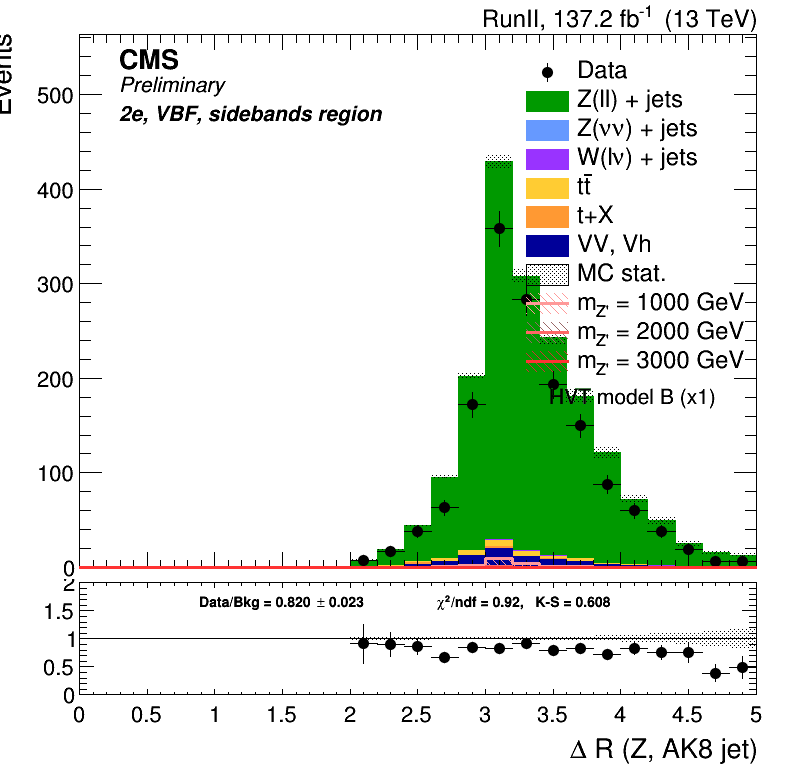 RunII, 137.2 fb⁻¹ (13 TeV)
Events
CMS
Preliminary
2e, VBF, sidebands region
Data
Z(ll) + jets
Z(νν) + jets
W(lν) + jets
tt̄
t+X
VV, Vh
MC stat.
m_Z' = 1000 GeV
m_Z' = 2000 GeV
m_Z' = 3000 GeV
HVT model B (x1)
500
400
300
200
100
0
Data/Bkg = 0.820 ± 0.023 χ²/ndf = 0.92, K-S = 0.608
2
1.5
1
0.5
0
0 0.5 1 1.5 2 2.5 3 3.5 4 4.5 5
Δ R (Z, AK8 jet)